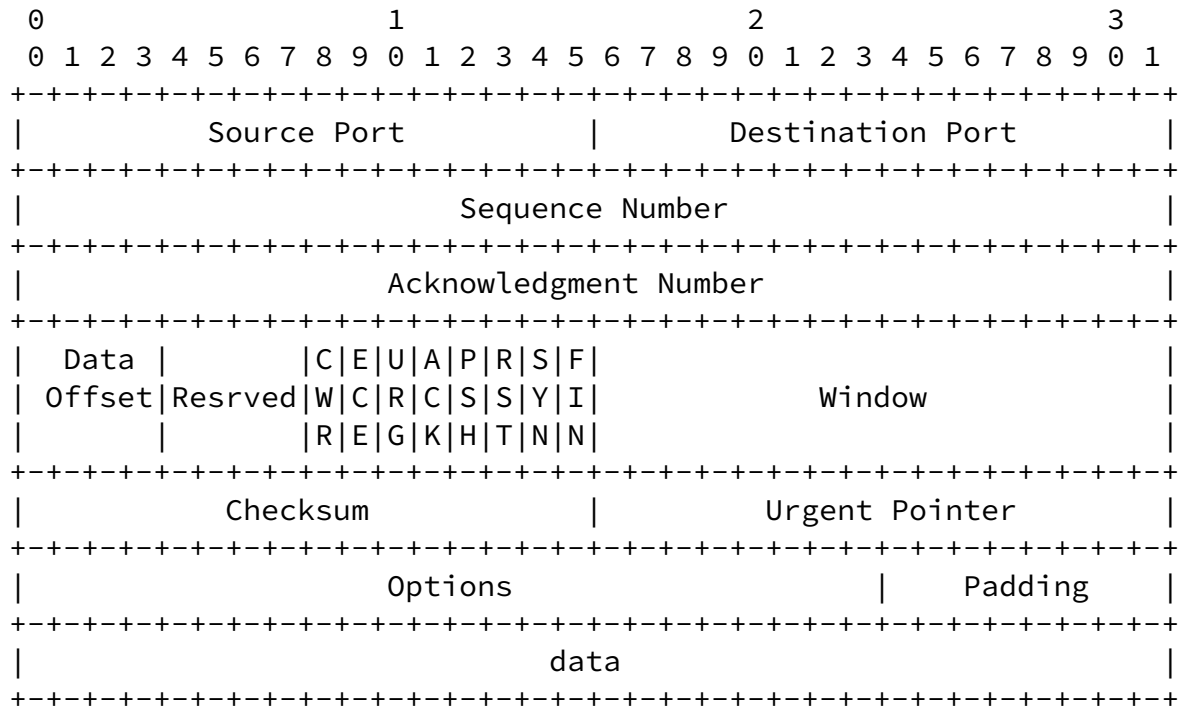 0                   1                   2                   3
 0 1 2 3 4 5 6 7 8 9 0 1 2 3 4 5 6 7 8 9 0 1 2 3 4 5 6 7 8 9 0 1
+-+-+-+-+-+-+-+-+-+-+-+-+-+-+-+-+-+-+-+-+-+-+-+-+-+-+-+-+-+-+-+-+
|          Source Port          |       Destination Port        |
+-+-+-+-+-+-+-+-+-+-+-+-+-+-+-+-+-+-+-+-+-+-+-+-+-+-+-+-+-+-+-+-+
|                        Sequence Number                        |
+-+-+-+-+-+-+-+-+-+-+-+-+-+-+-+-+-+-+-+-+-+-+-+-+-+-+-+-+-+-+-+-+
|                    Acknowledgment Number                      |
+-+-+-+-+-+-+-+-+-+-+-+-+-+-+-+-+-+-+-+-+-+-+-+-+-+-+-+-+-+-+-+-+
|  Data |       |C|E|U|A|P|R|S|F|                               |
| Offset|Resrved|W|C|R|C|S|S|Y|I|            Window             |
|       |       |R|E|G|K|H|T|N|N|                               |
+-+-+-+-+-+-+-+-+-+-+-+-+-+-+-+-+-+-+-+-+-+-+-+-+-+-+-+-+-+-+-+-+
|           Checksum            |         Urgent Pointer        |
+-+-+-+-+-+-+-+-+-+-+-+-+-+-+-+-+-+-+-+-+-+-+-+-+-+-+-+-+-+-+-+-+
|                    Options                    |    Padding    |
+-+-+-+-+-+-+-+-+-+-+-+-+-+-+-+-+-+-+-+-+-+-+-+-+-+-+-+-+-+-+-+-+
|                             data                              |
+-+-+-+-+-+-+-+-+-+-+-+-+-+-+-+-+-+-+-+-+-+-+-+-+-+-+-+-+-+-+-+-+